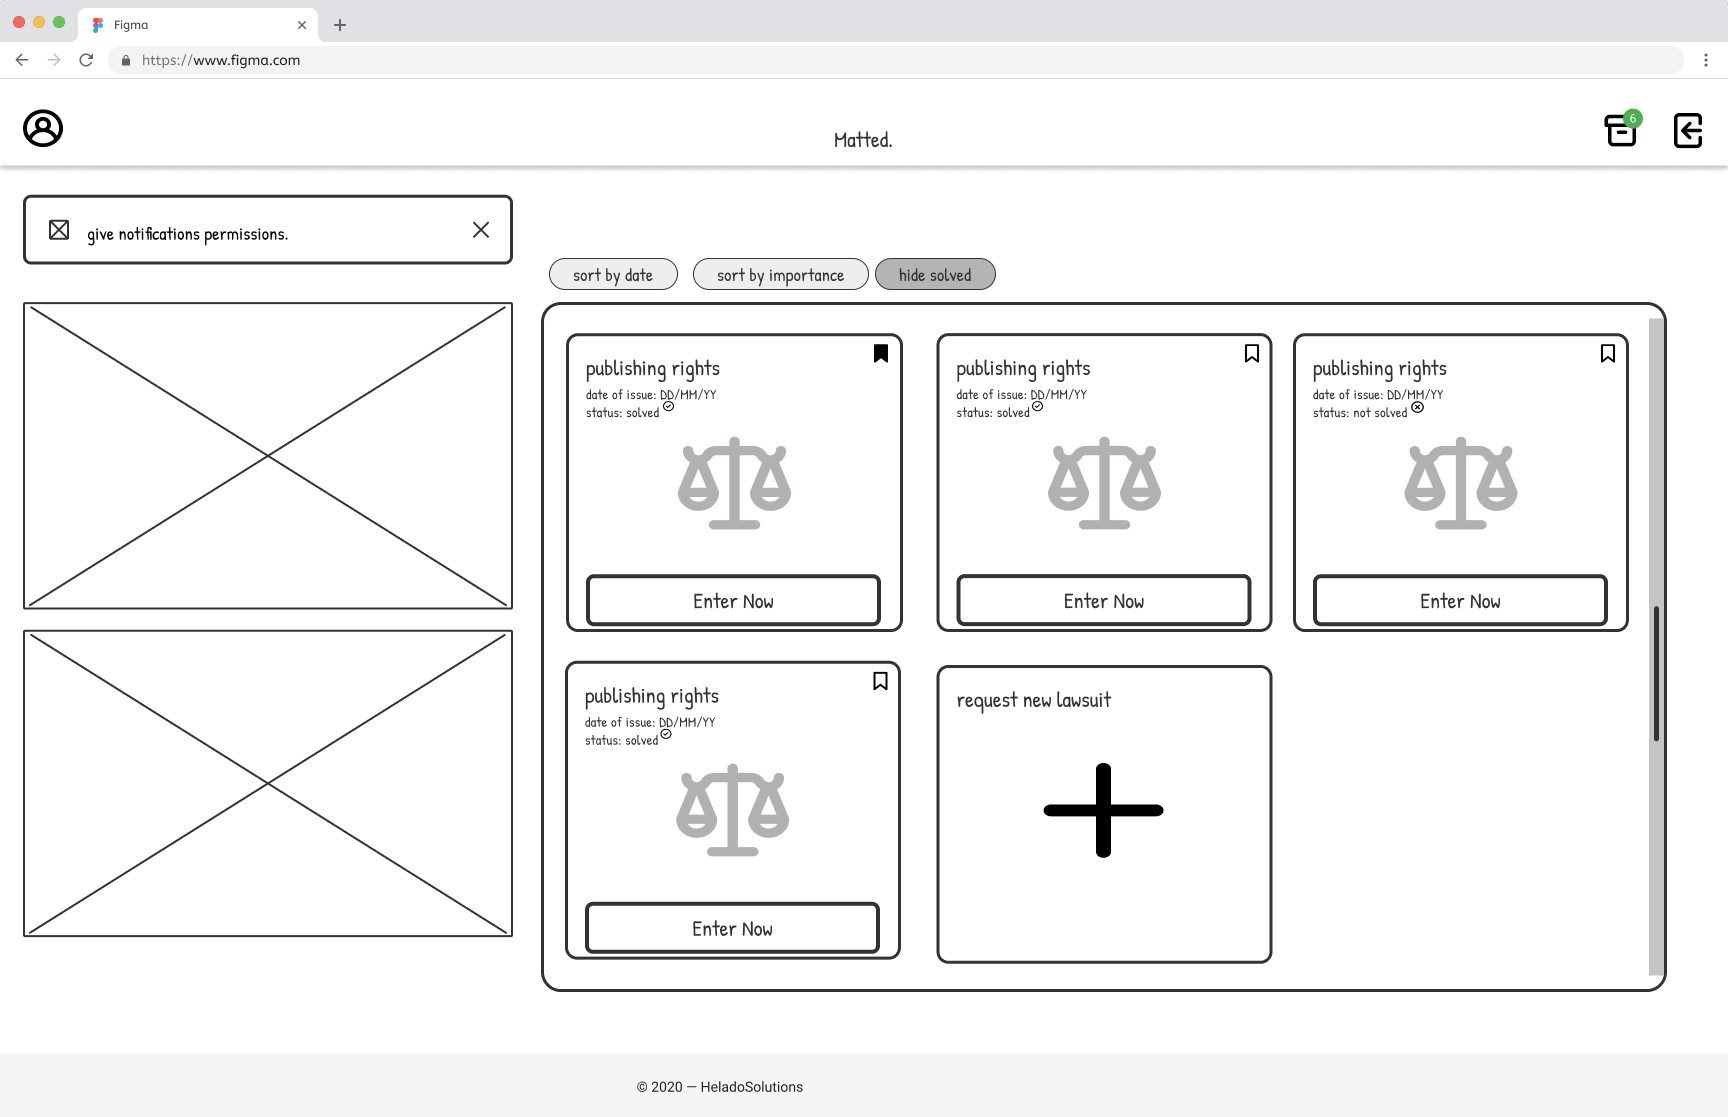 Figma
https://www.figma.com
Matted.
6
give notifications permissions.
sort by date
sort by importance
hide solved
publishing rights
date of issue: DD/MM/YY
status: solved
Enter Now
publishing rights
date of issue: DD/MM/YY
status: solved
Enter Now
publishing rights
date of issue: DD/MM/YY
status: not solved
Enter Now
publishing rights
date of issue: DD/MM/YY
status: solved
Enter Now
request new lawsuit
© 2020 — HeladoSolutions